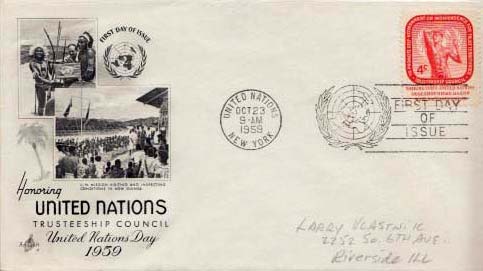 FIRST DAY OF ISSUE
U.N. MISSION VISITING AND INSPECTING
CONDITIONS IN NEW GUINEA
Honoring
UNITED NATIONS
TRUSTEESHIP COUNCIL
United Nations Day
1959
UNITED NATIONS
OCT 23
9-AM
1959
NEW YORK
4¢
TRUSTEESHIP COUNCIL
FIRST DAY
OF
ISSUE
LARRY
2252 So. 6TH AVE.
Riverside Ill